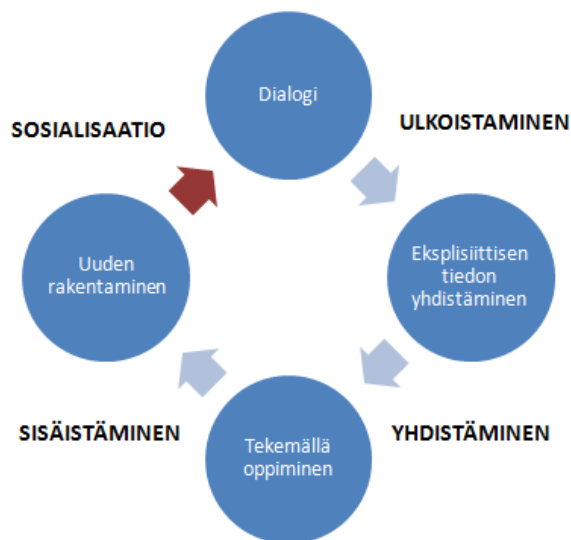 Dialogi
SOSIALISAATIO
ULKOISTAMINEN
Uuden
rakentaminen
Eksplisiittisen
tiedon
yhdistäminen
SISÄISTÄMINEN
YHDISTÄMINEN
Tekemällä
oppiminen